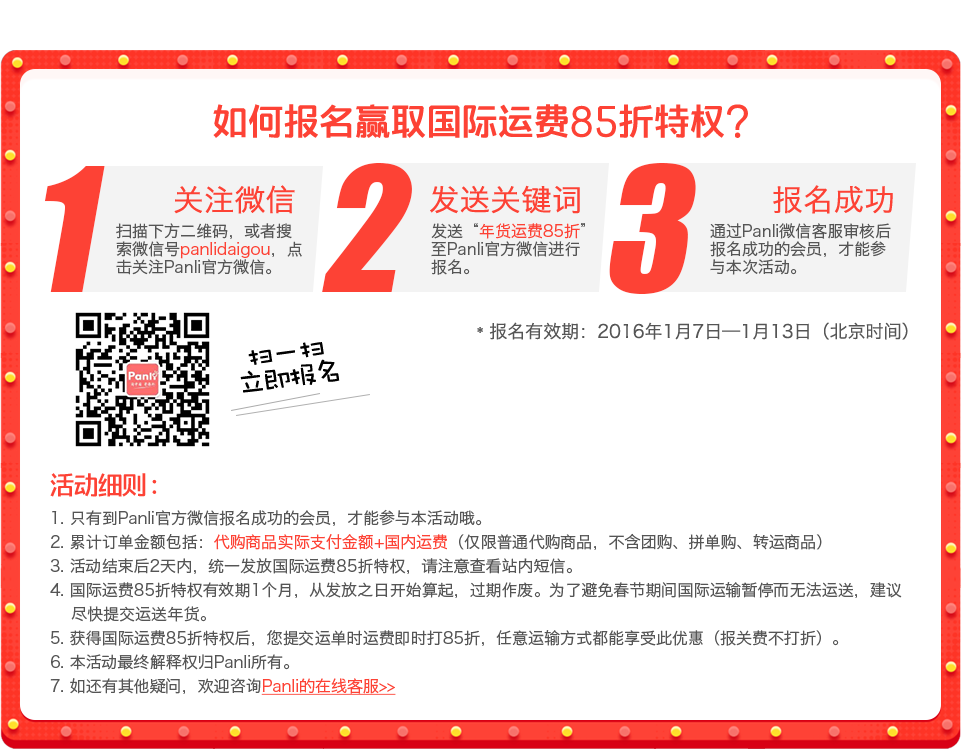 如何报名赢取国际运费85折特权？
1
关注微信
扫描下方二维码，或者搜
索微信号panlidaigou，点
击关注Panli官方微信。
2
发送关键词
发送“年货运费85折”
至Panli官方微信进行
报名。
3
报名成功
通过Panli微信客服审核后
报名成功的会员，才能参
与本次活动。
* 报名有效期：2016年1月7日—1月13日（北京时间）
Panli
扫一扫
立即报名
活动细则：
1. 只有到Panli官方微信报名成功的会员，才能参与本活动哦。
2. 累计订单金额包括：代购商品实际支付金额+国内运费（仅限普通代购商品，不含团购、拼单购、转运商品）
3. 活动结束后2天内，统一发放国际运费85折特权，请注意查看站内短信。
4. 国际运费85折特权有效期1个月，从发放之日开始算起，过期作废。为了避免春节期间国际运输暂停而无法运送，建议
尽快提交运送年货。
5. 获得国际运费85折特权后，您提交运单时运费即时打85折，任意运输方式都能享受此优惠（报关费不打折）。
6. 本活动最终解释权归Panli所有。
7. 如还有其他疑问，欢迎咨询Panli的在线客服>>